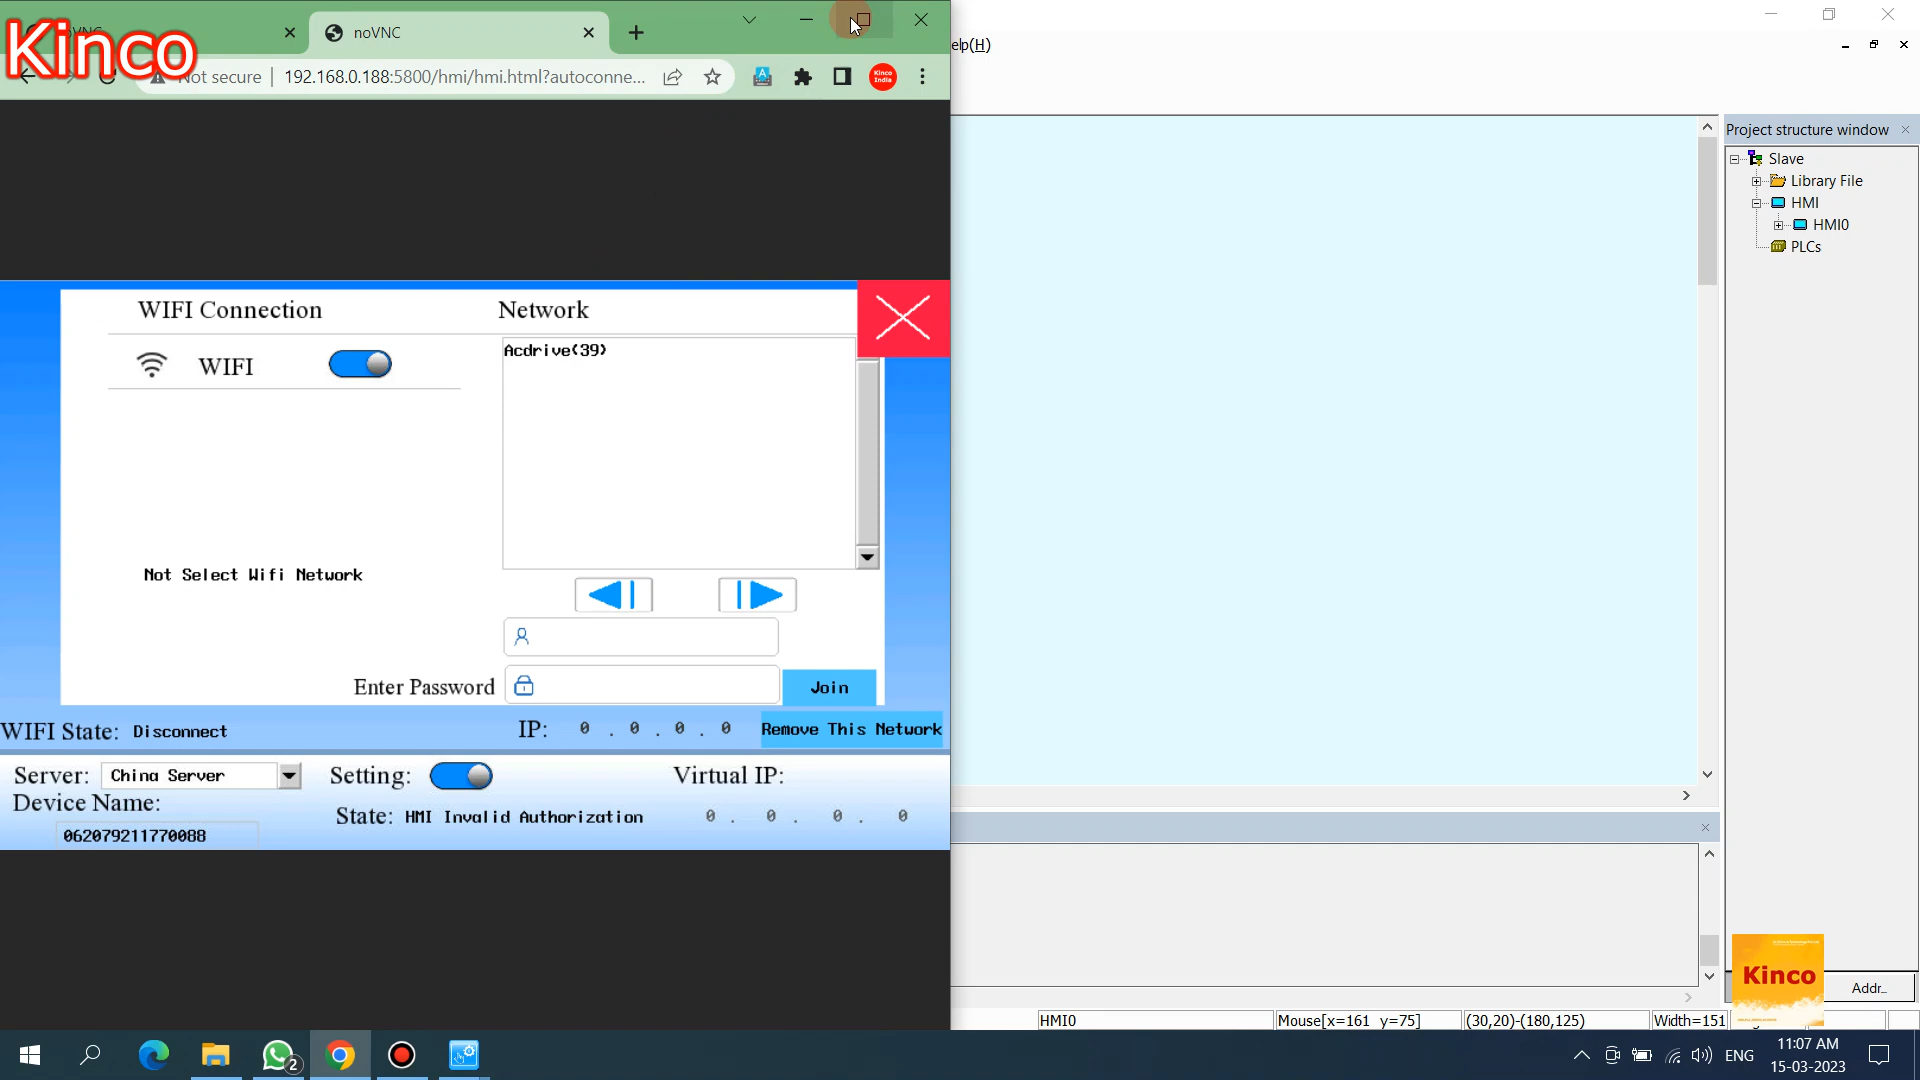 Kinco
noVNC
Not secure
192.168.0.188:5800/hmi/hmi.html?autoconne...
Kinco India
elp(H)
Project structure window
Slave
Library File
HMI
HMI0
PLCs
WIFI Connection
Network
WIFI
Acdrive(39)
Not Select Wifi Network
Enter Password
Join
WIFI State: Disconnect
IP: 0 . 0 . 0 . 0
Remove This Network
Server: China Server
Setting:
Virtual IP:
Device Name:
State: HMI Invalid Authorization
0 . 0 . 0 . 0
062079211770088
Kinco
Addr...
HMI0
Mouse[x=161 y=75]
(30,20)-(180,125)
Width=151
2
ENG
11:07 AM
15-03-2023